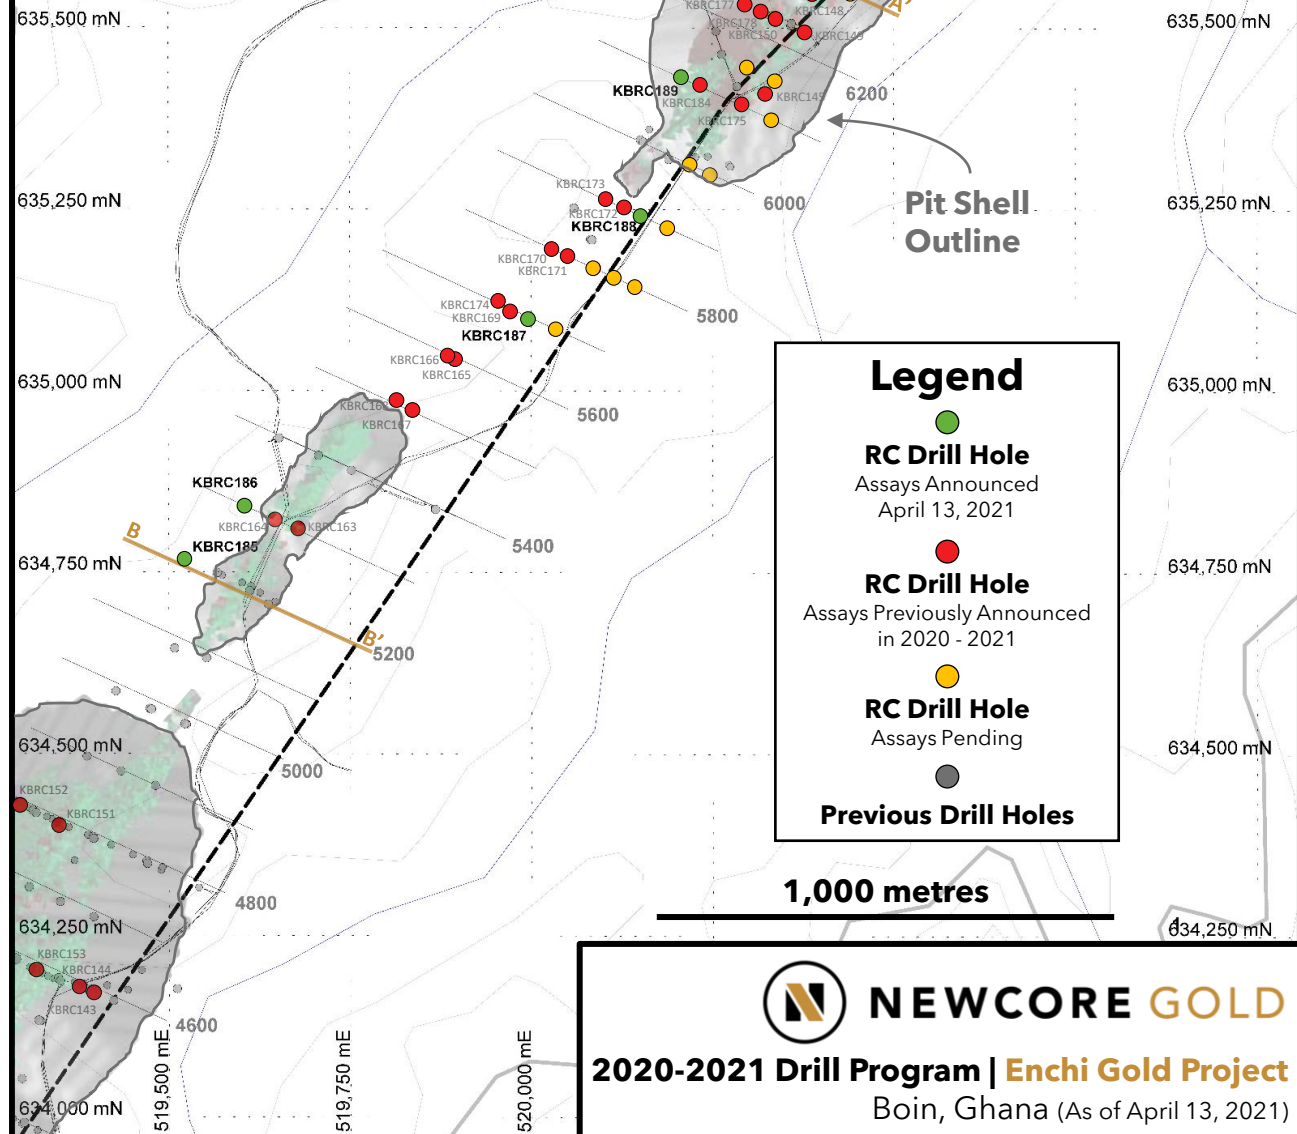 635,500 mN
KBRC177
KBRC148
A'
635,500 mN
KBRC178
KBRC150
KBRC149
KBRC189
KBRC184
KBRC145
6200
KBRC175
KBRC173
635,250 mN
KBRC172
6000
Pit Shell
Outline
635,250 mN
KBRC188
KBRC170
KBRC171
KBRC174
KBRC169
5800
KBRC187
KBRC166
KBRC165
635,000 mN
635,000 mN
KBRC167
5600
KBRC186
KBRC164
KBRC163
B
KBRC185
5400
634,750 mN
634,750 mN
B'
5200
634,500 mN
634,500 mN
5000
KBRC152
KBRC151
4800
634,250 mN
634,250 mN
KBRC153
KBRC144
KBRC143
4600
634,000 mN
519,500 mE
519,750 mE
520,000 mE
Legend
RC Drill Hole
Assays Announced
April 13, 2021
RC Drill Hole
Assays Previously Announced
in 2020 - 2021
RC Drill Hole
Assays Pending
Previous Drill Holes
1,000 metres
N NEWCORE GOLD
2020-2021 Drill Program | Enchi Gold Project
Boin, Ghana (As of April 13, 2021)